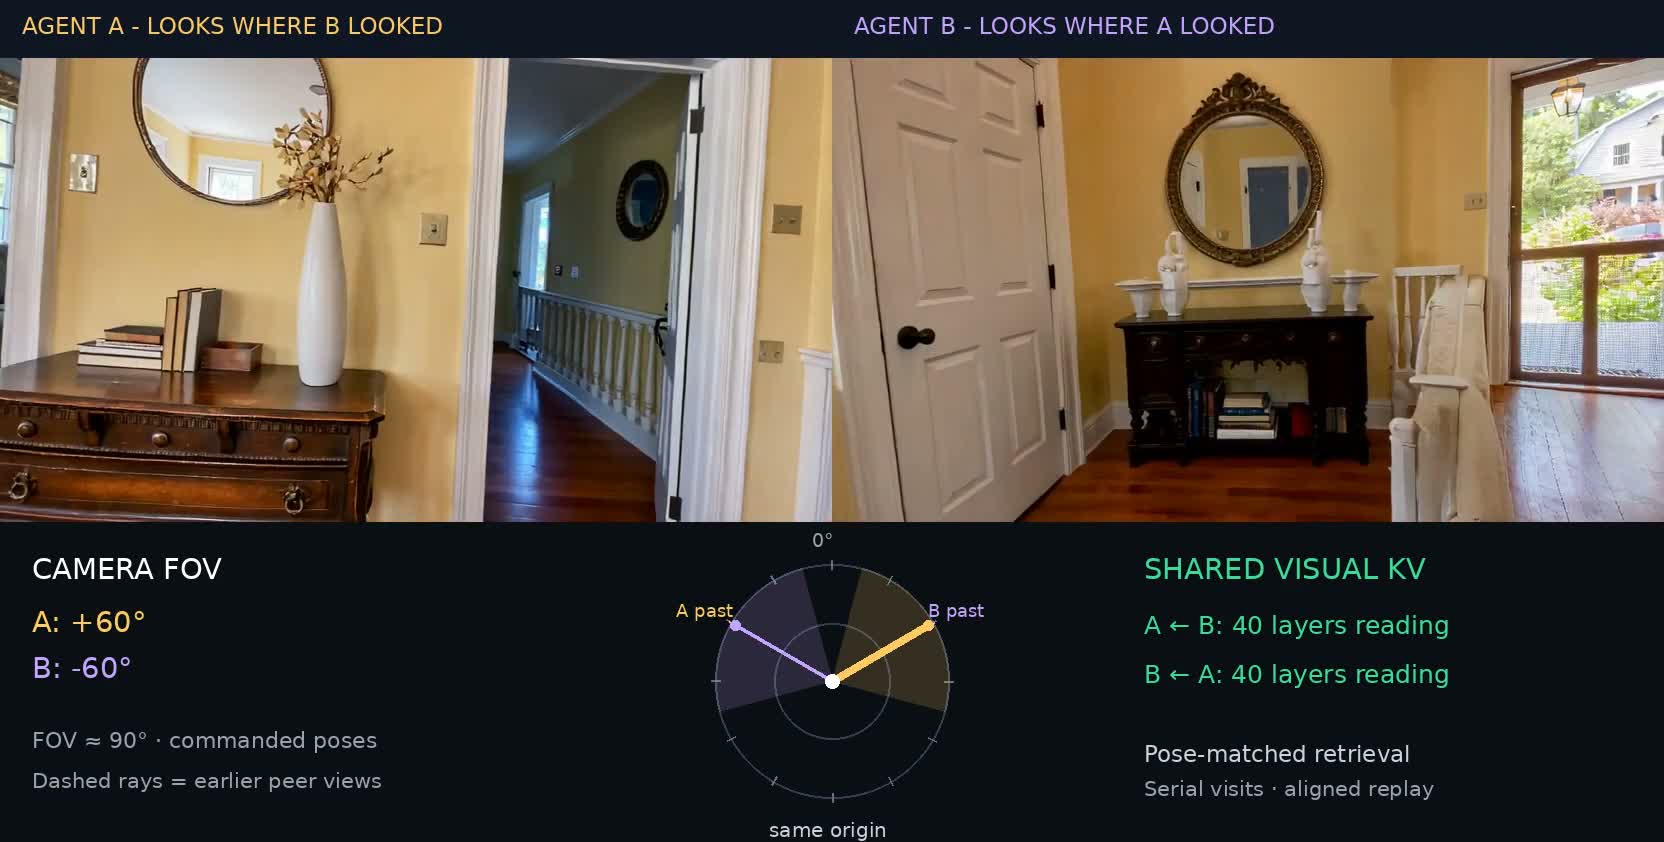 AGENT A - LOOKS WHERE B LOOKED
AGENT B - LOOKS WHERE A LOOKED
CAMERA FOV
A: +60°
B: -60°
FOV ≈ 90° · commanded poses
Dashed rays = earlier peer views
0°
A past
B past
same origin
SHARED VISUAL KV
A ← B: 40 layers reading
B ← A: 40 layers reading
Pose-matched retrieval
Serial visits · aligned replay